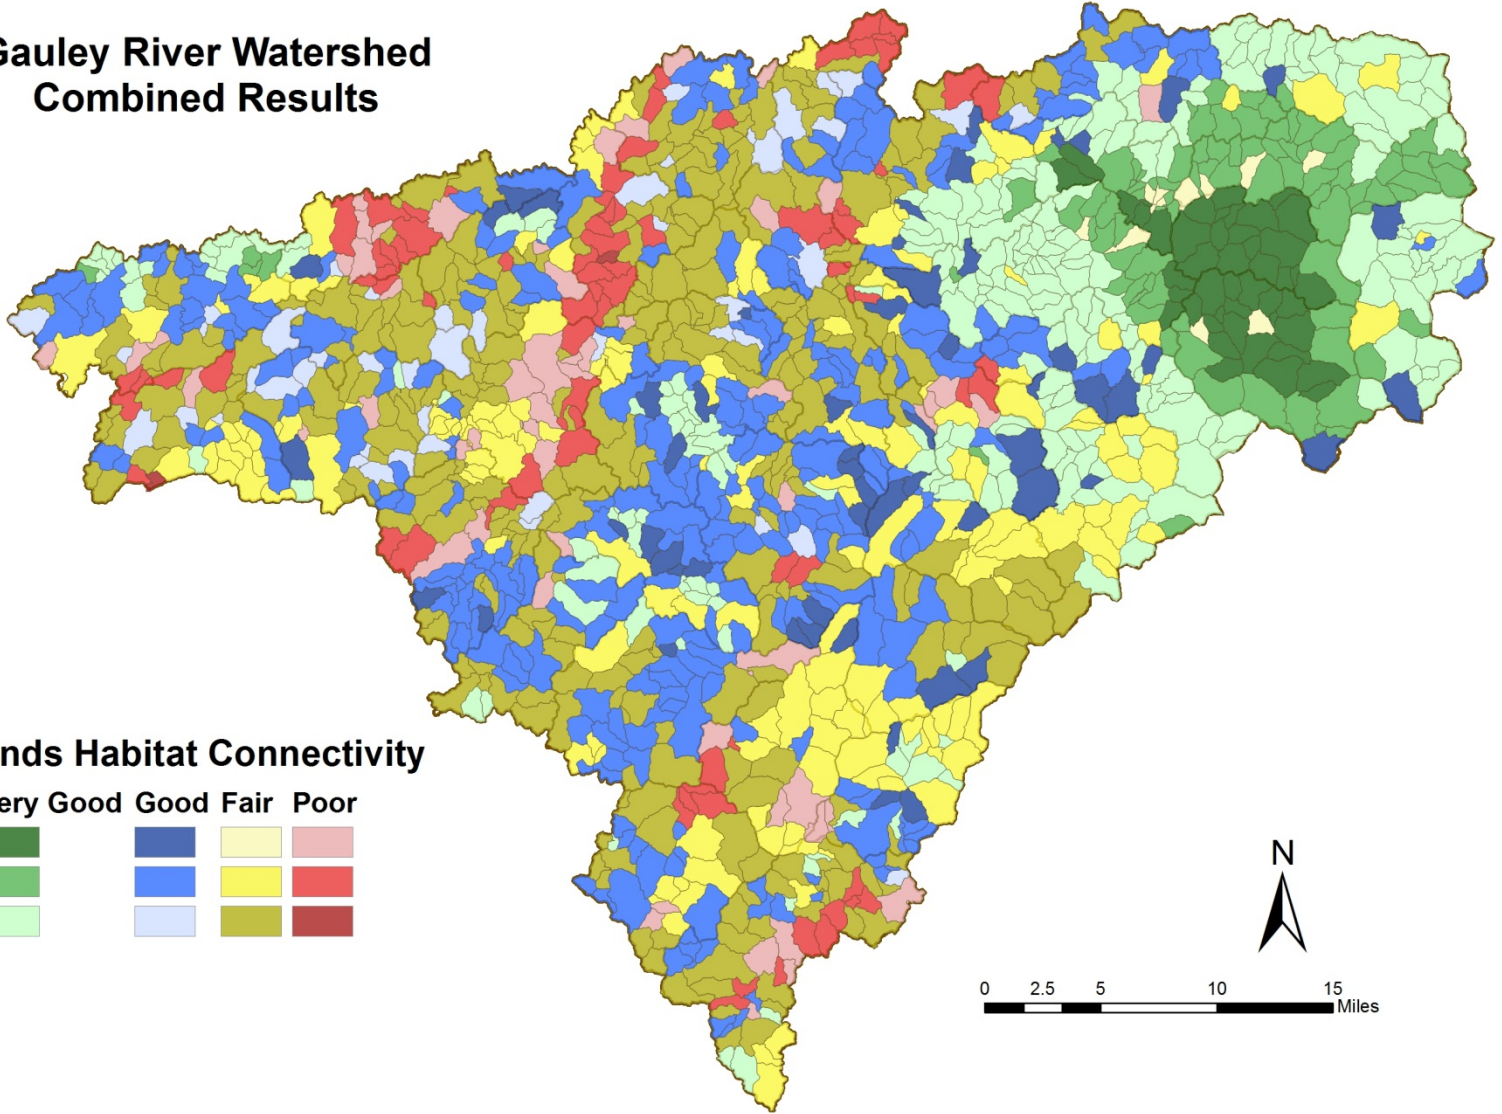 Gauley River Watershed
Combined Results
nds Habitat Connectivity
ery Good Good Fair Poor
N
0 2.5 5 10 15
Miles